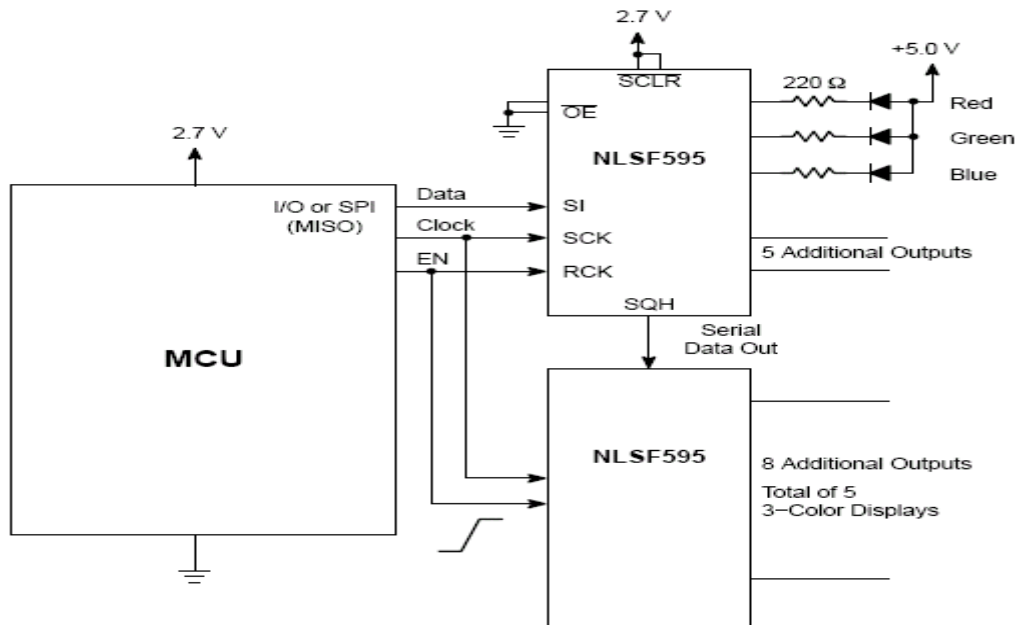 2.7 V
+5.0 V
SCLR
220 Ω
Red
OE
Green
2.7 V
NLSF595
Blue
I/O or SPI
(MISO)
Data
SI
Clock
SCK
5 Additional Outputs
EN
RCK
SQH
Serial
Data Out
MCU
NLSF595
8 Additional Outputs
Total of 5
3−Color Displays